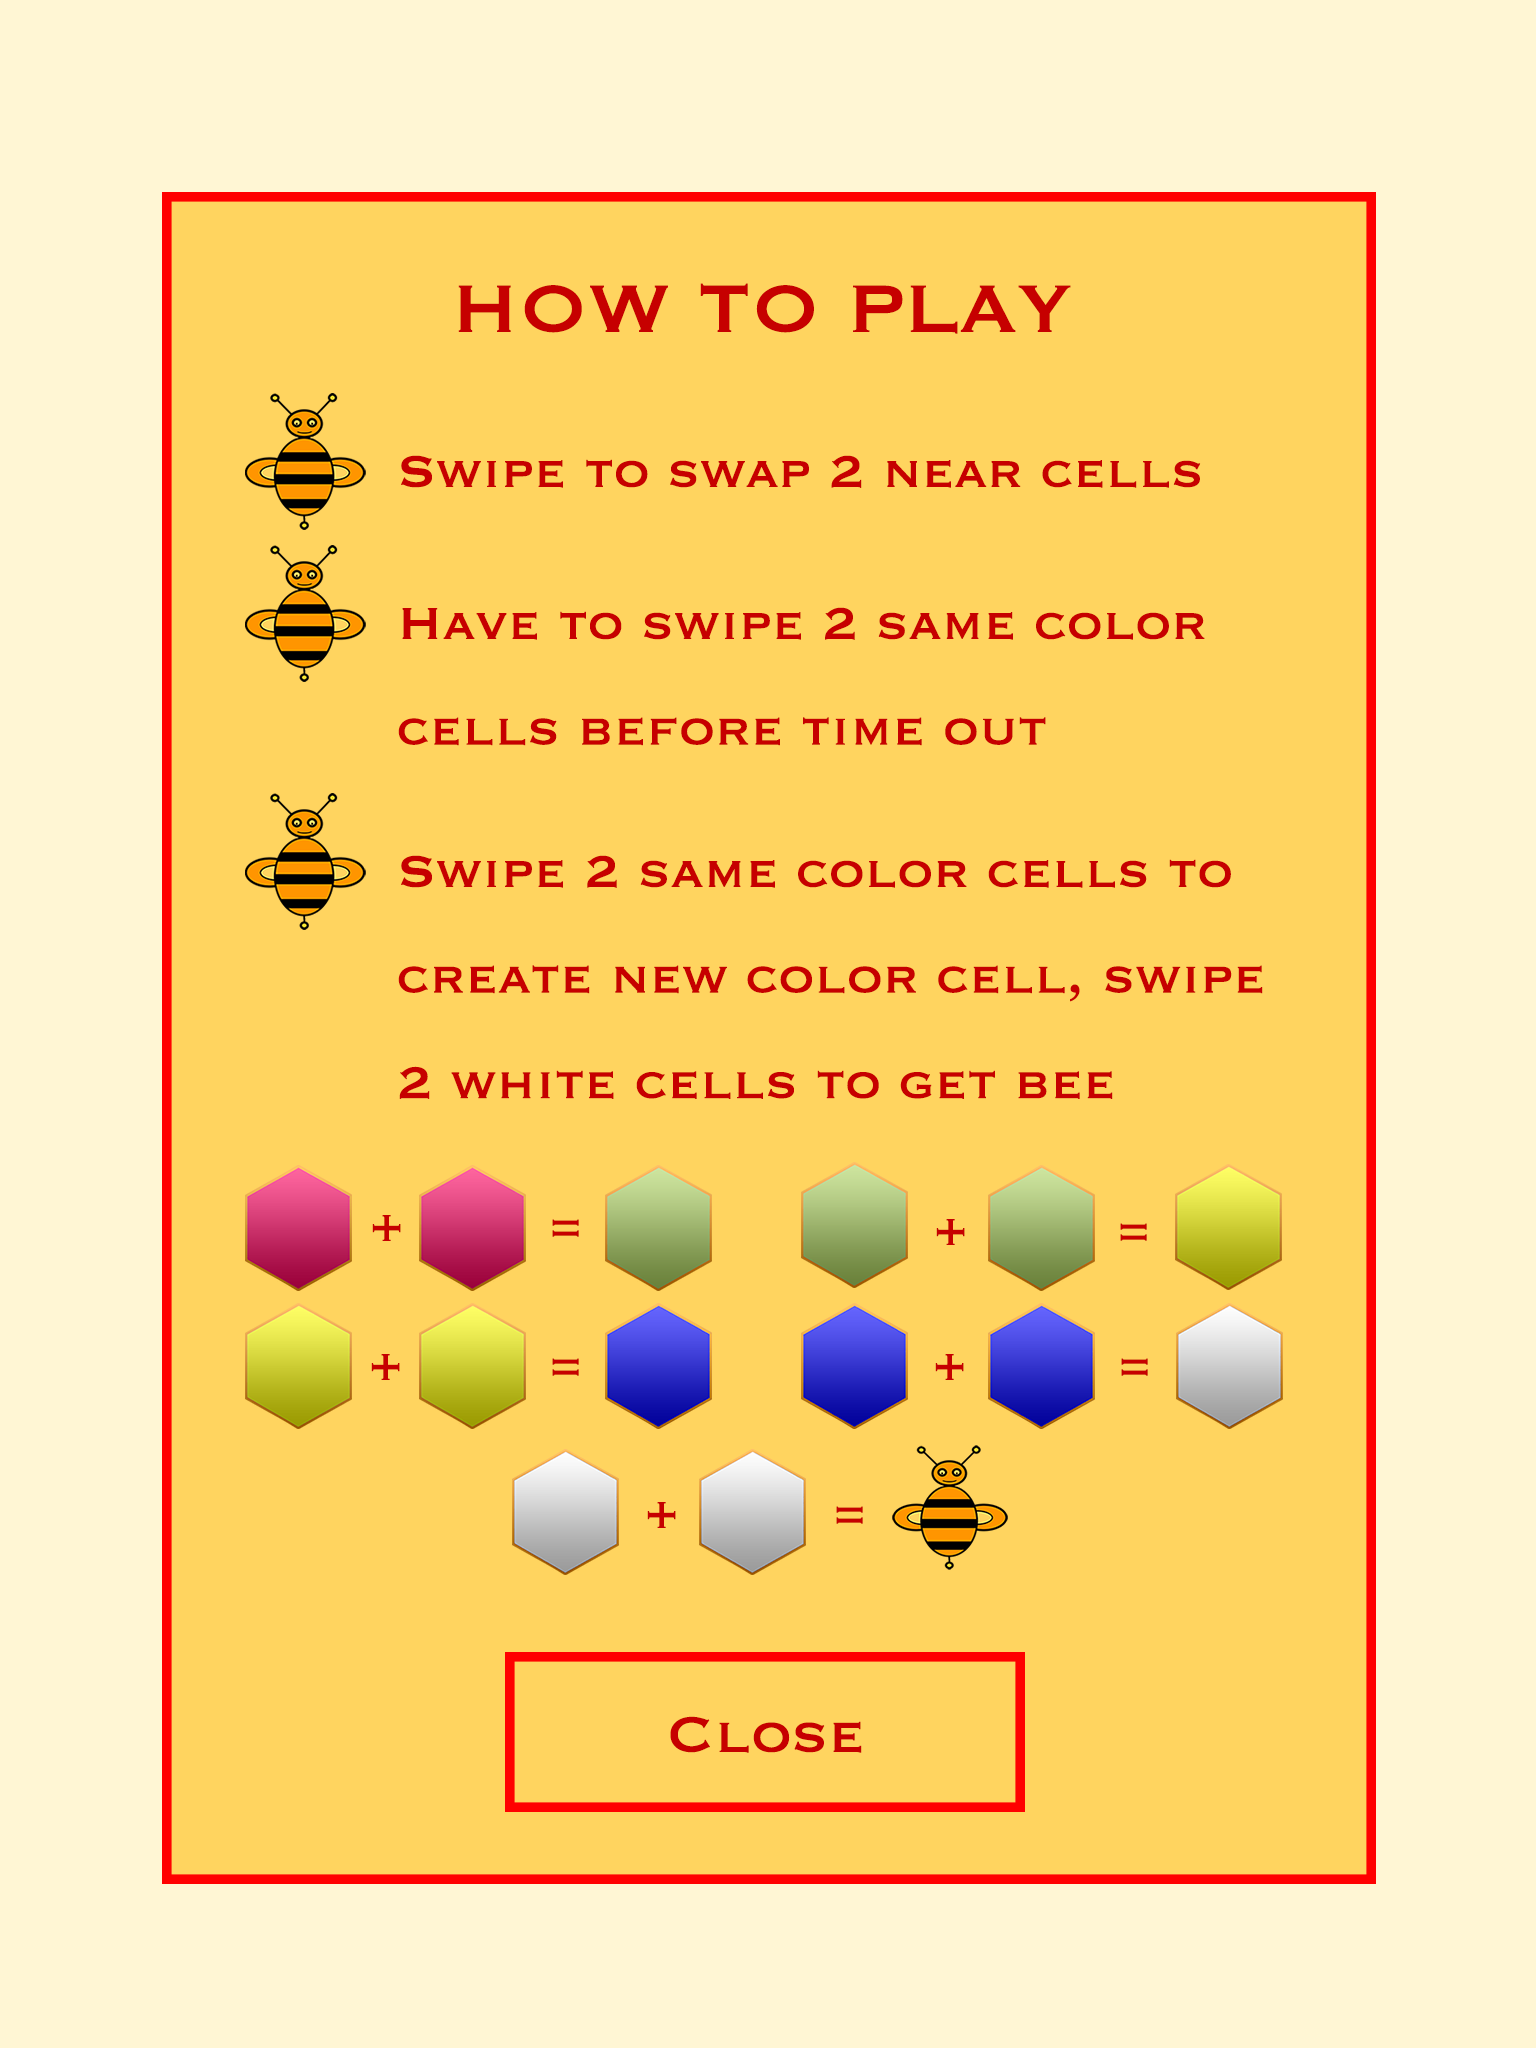 HOW TO PLAY
Swipe to swap 2 near cells
Have to swipe 2 same color
cells before time out
Swipe 2 same color cells to
create new color cell, swipe
2 white cells to get bee
+ = + =
+ = + =
+ =
Close